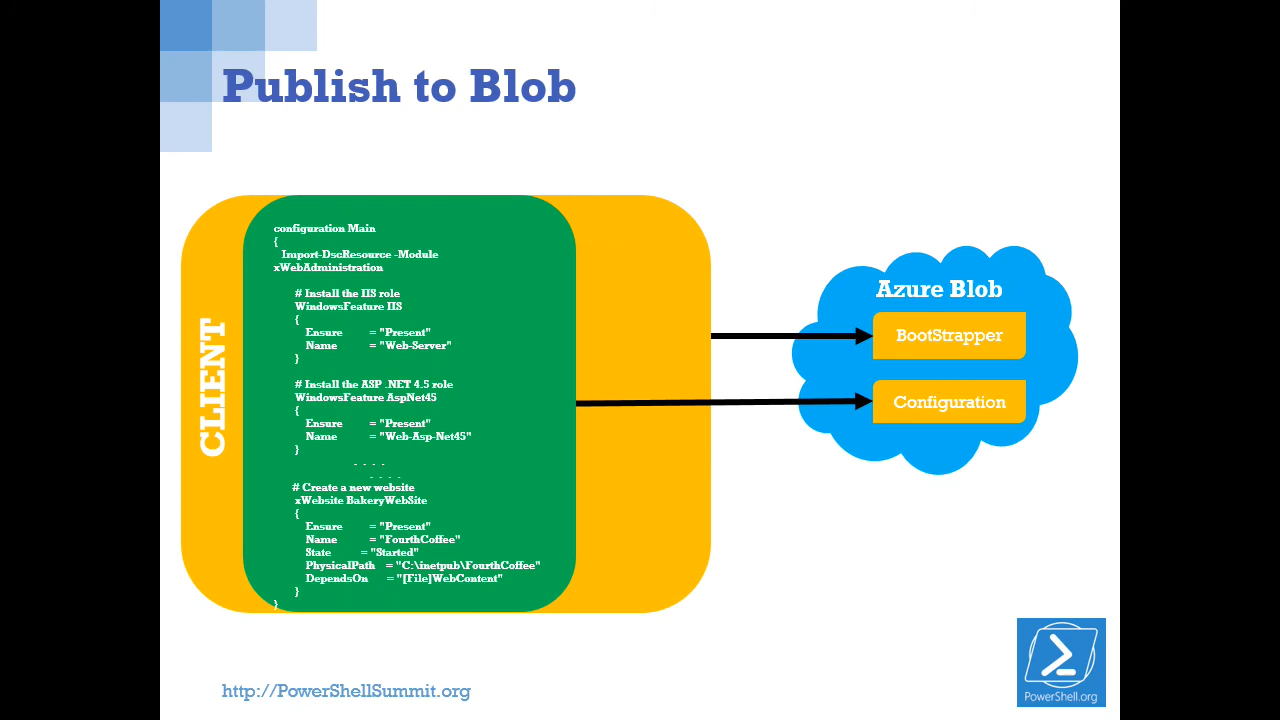 Publish to Blob
CLIENT
configuration Main
{
Import-DscResource -Module
xWebAdministration
# Install the IIS role
WindowsFeature IIS
{
Ensure = "Present"
Name = "Web-Server"
}
# Install the ASP .NET 4.5 role
WindowsFeature AspNet45
{
Ensure = "Present"
Name = "Web-Asp-Net45"
}
. . . .
. . . .
# Create a new website
xWebsite BakeryWebSite
{
Ensure = "Present"
Name = "FourthCoffee"
State = "Started"
PhysicalPath = "C:\inetpub\FourthCoffee"
DependsOn = "[File]WebContent"
}
}
Azure Blob
BootStrapper
Configuration
http://PowerShellSummit.org
PowerShell.org